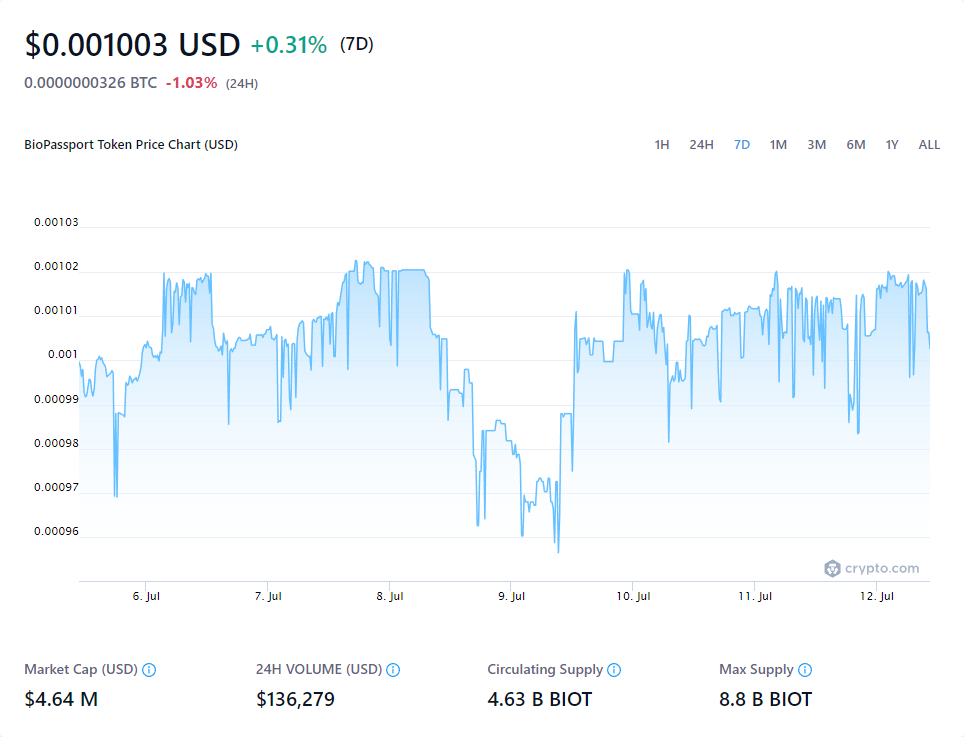 $0.001003 USD +0.31% (7D)
0.0000000326 BTC -1.03% (24H)
BioPassport Token Price Chart (USD) 1H 24H 7D 1M 3M 6M 1Y ALL
0.00103
0.00102
0.00101
0.001
0.00099
0.00098
0.00097
0.00096
crypto.com
6. Jul 7. Jul 8. Jul 9. Jul 10. Jul 11. Jul 12. Jul
Market Cap (USD) 24H VOLUME (USD) Circulating Supply Max Supply
$4.64 M $136,279 4.63 B BIOT 8.8 B BIOT